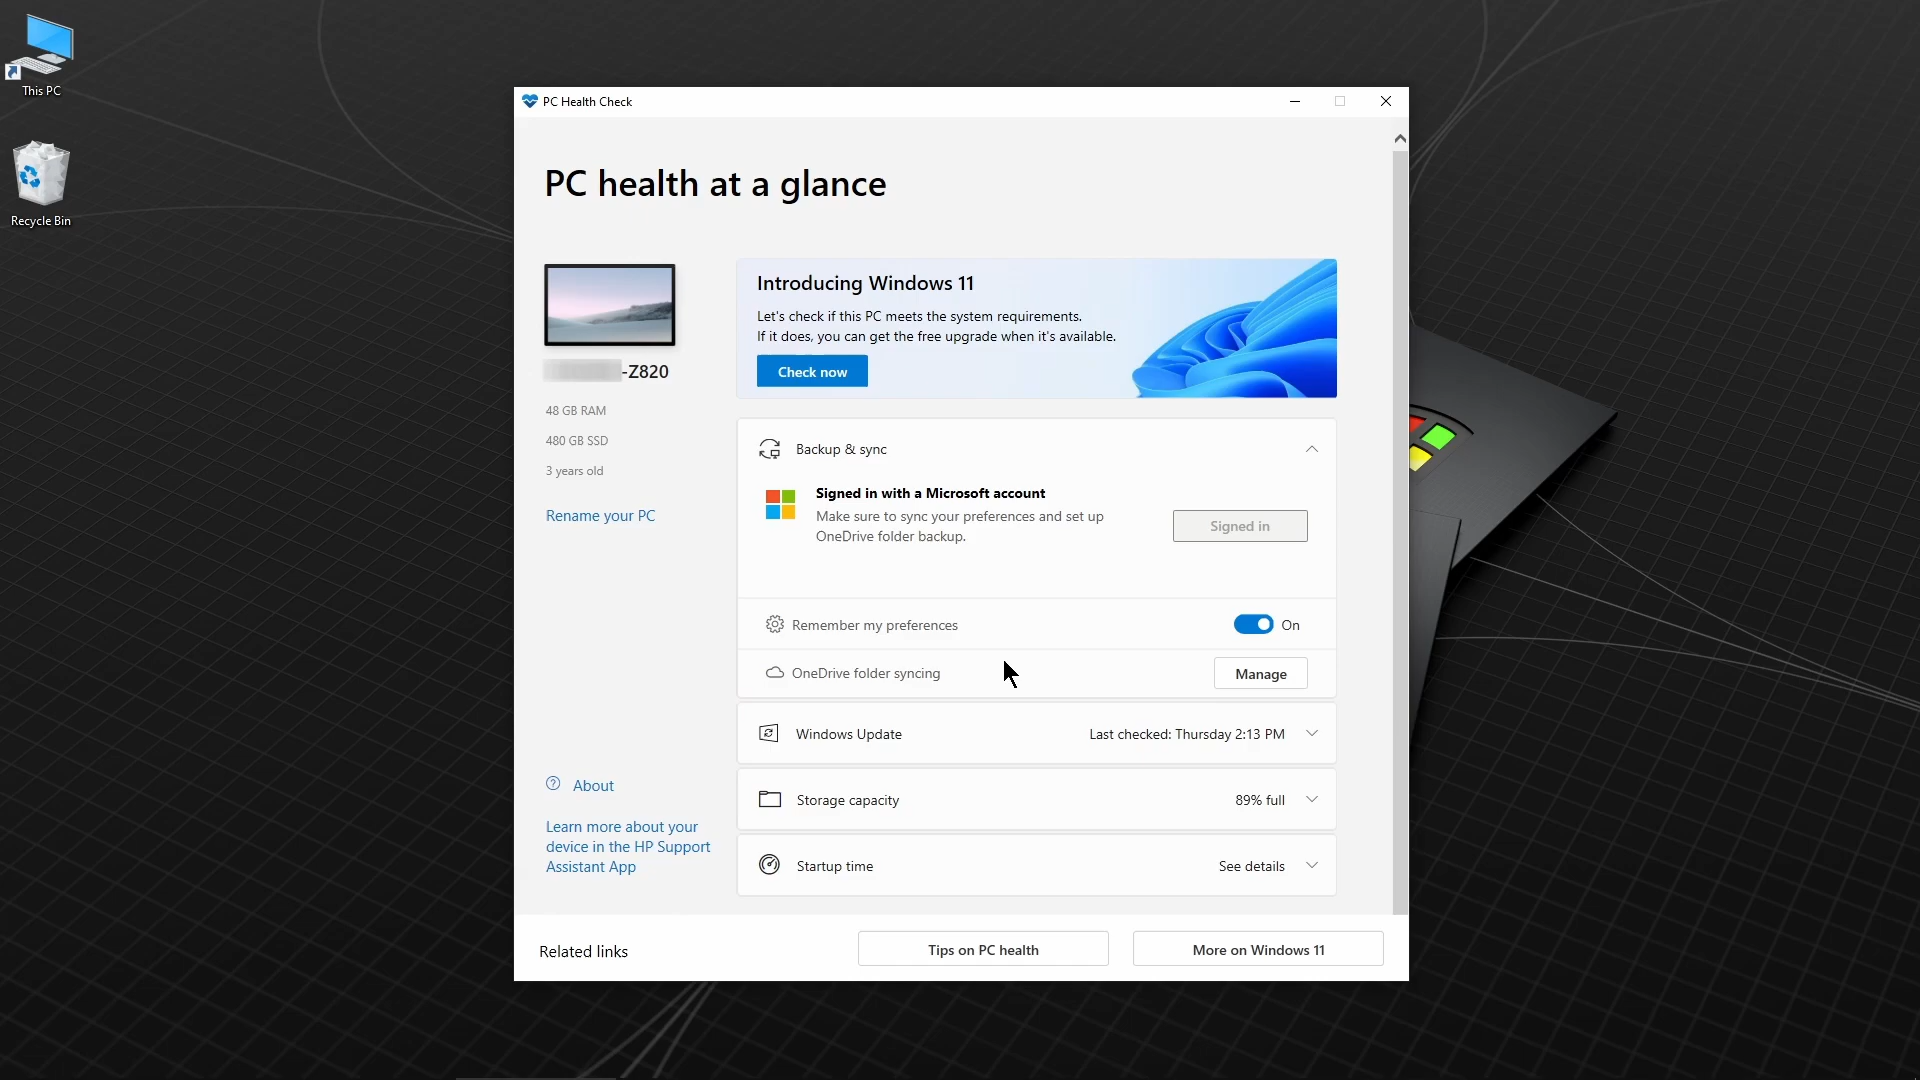 This PC
Recycle Bin
PC Health Check
PC health at a glance
-Z820
48 GB RAM
480 GB SSD
3 years old
Rename your PC
About
Learn more about your
device in the HP Support
Assistant App
Introducing Windows 11
Let's check if this PC meets the system requirements.
If it does, you can get the free upgrade when it's available.
Check now
Backup & sync
Signed in with a Microsoft account
Make sure to sync your preferences and set up
OneDrive folder backup.
Signed in
Remember my preferences
On
OneDrive folder syncing
Manage
Windows Update
Last checked: Thursday 2:13 PM
Storage capacity
89% full
Startup time
See details
Related links
Tips on PC health
More on Windows 11